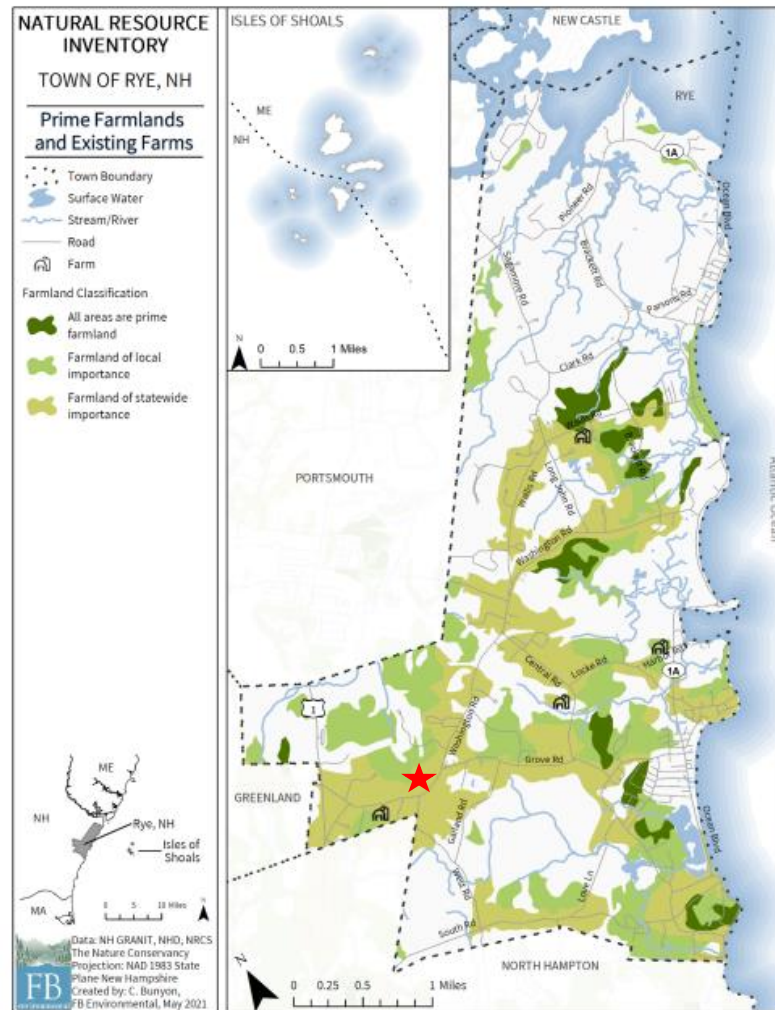 NATURAL RESOURCE
INVENTORY
TOWN OF RYE, NH
Prime Farmlands
and Existing Farms
Town Boundary
Surface Water
Stream/River
Road
Farm
Farmland Classification
All areas are prime
farmland
Farmland of local
importance
Farmland of statewide
importance
ME
NH
Rye, NH
Isles of
Shoals
MA
0 5 10 Miles
N
FB
Data: NH GRANIT, NHD, NRCS
The Nature Conservancy
Projection: NAD 1983 State
Plane New Hampshire
Created by: C. Bunyon,
FB Environmental, May 2021
ISLES OF SHOALS
ME
NH
N
0 0.5 1 Miles
NEW CASTLE
RYE
1A
Ocean Blvd
Pioneer Rd
Brackett Rd
Sagamore Rd
Parsons Rd
Clark Rd
PORTSMOUTH
Wallis Rd
Long John Rd
Washington Rd
Atlantic Ocean
Central Rd
Locke Rd
Harbor Rd
1A
1
Washington Rd
Grove Rd
GREENLAND
Garland Rd
Ocean Blvd
West Rd
Love Ln
South Rd
NORTH HAMPTON
N
0 0.25 0.5 1 Miles